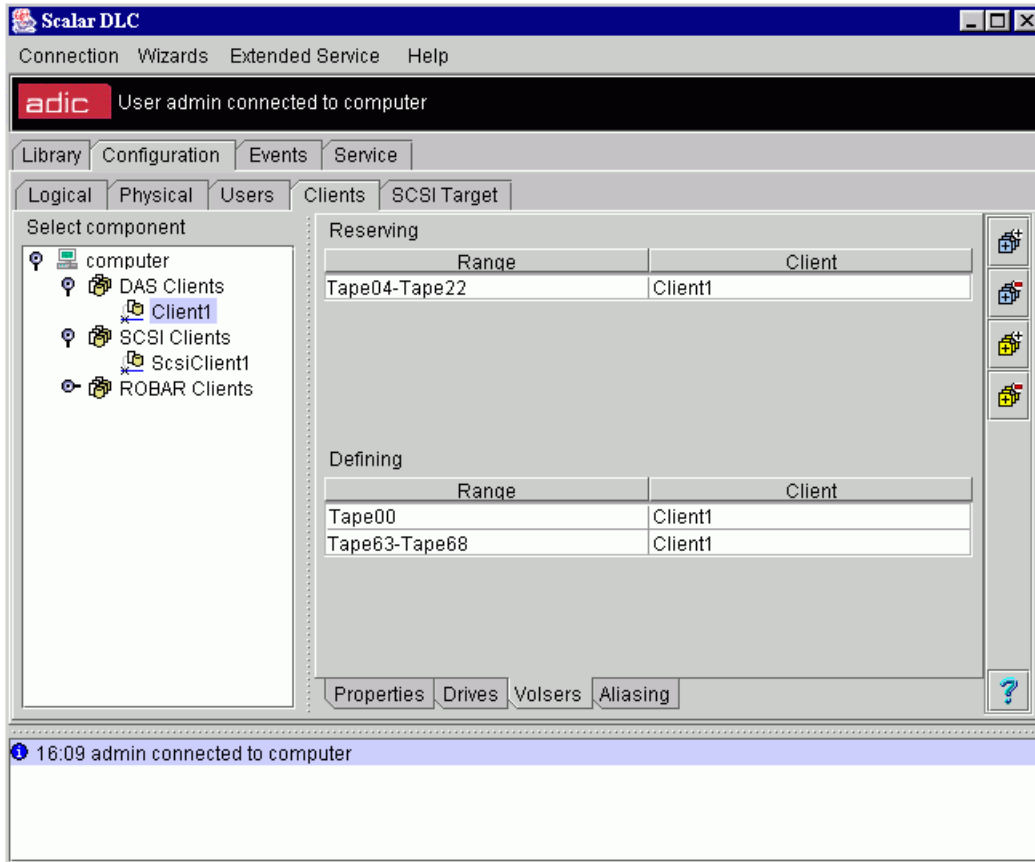 Scalar DLC
Connection Wizards Extended Service Help
adic User admin connected to computer
Library Configuration Events Service
Logical Physical Users Clients SCSI Target
Select component
computer
DAS Clients
Client1
SCSI Clients
ScsiClient1
ROBAR Clients
Reserving
Range Client
Tape04-Tape22 Client1
Defining
Range Client
Tape00 Client1
Tape63-Tape68 Client1
Properties Drives Volsers Aliasing
16:09 admin connected to computer